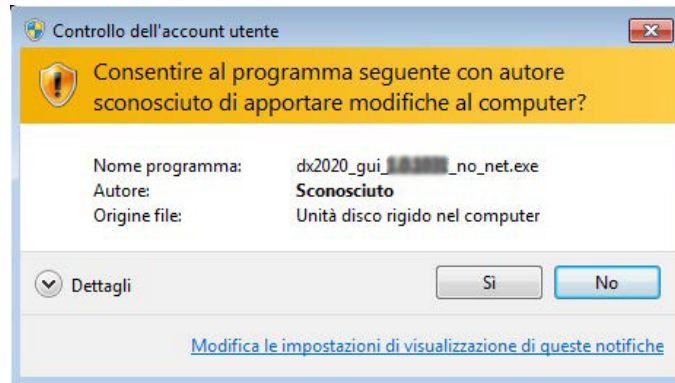 Controllo dell'account utente
Consentire al programma seguente con autore
sconosciuto di apportare modifiche al computer?
Nome programma: dx2020_gui_ _no_net.exe
Autore: Sconosciuto
Origine file: Unità disco rigido nel computer
Dettagli Sì No
Modifica le impostazioni di visualizzazione di queste notifiche